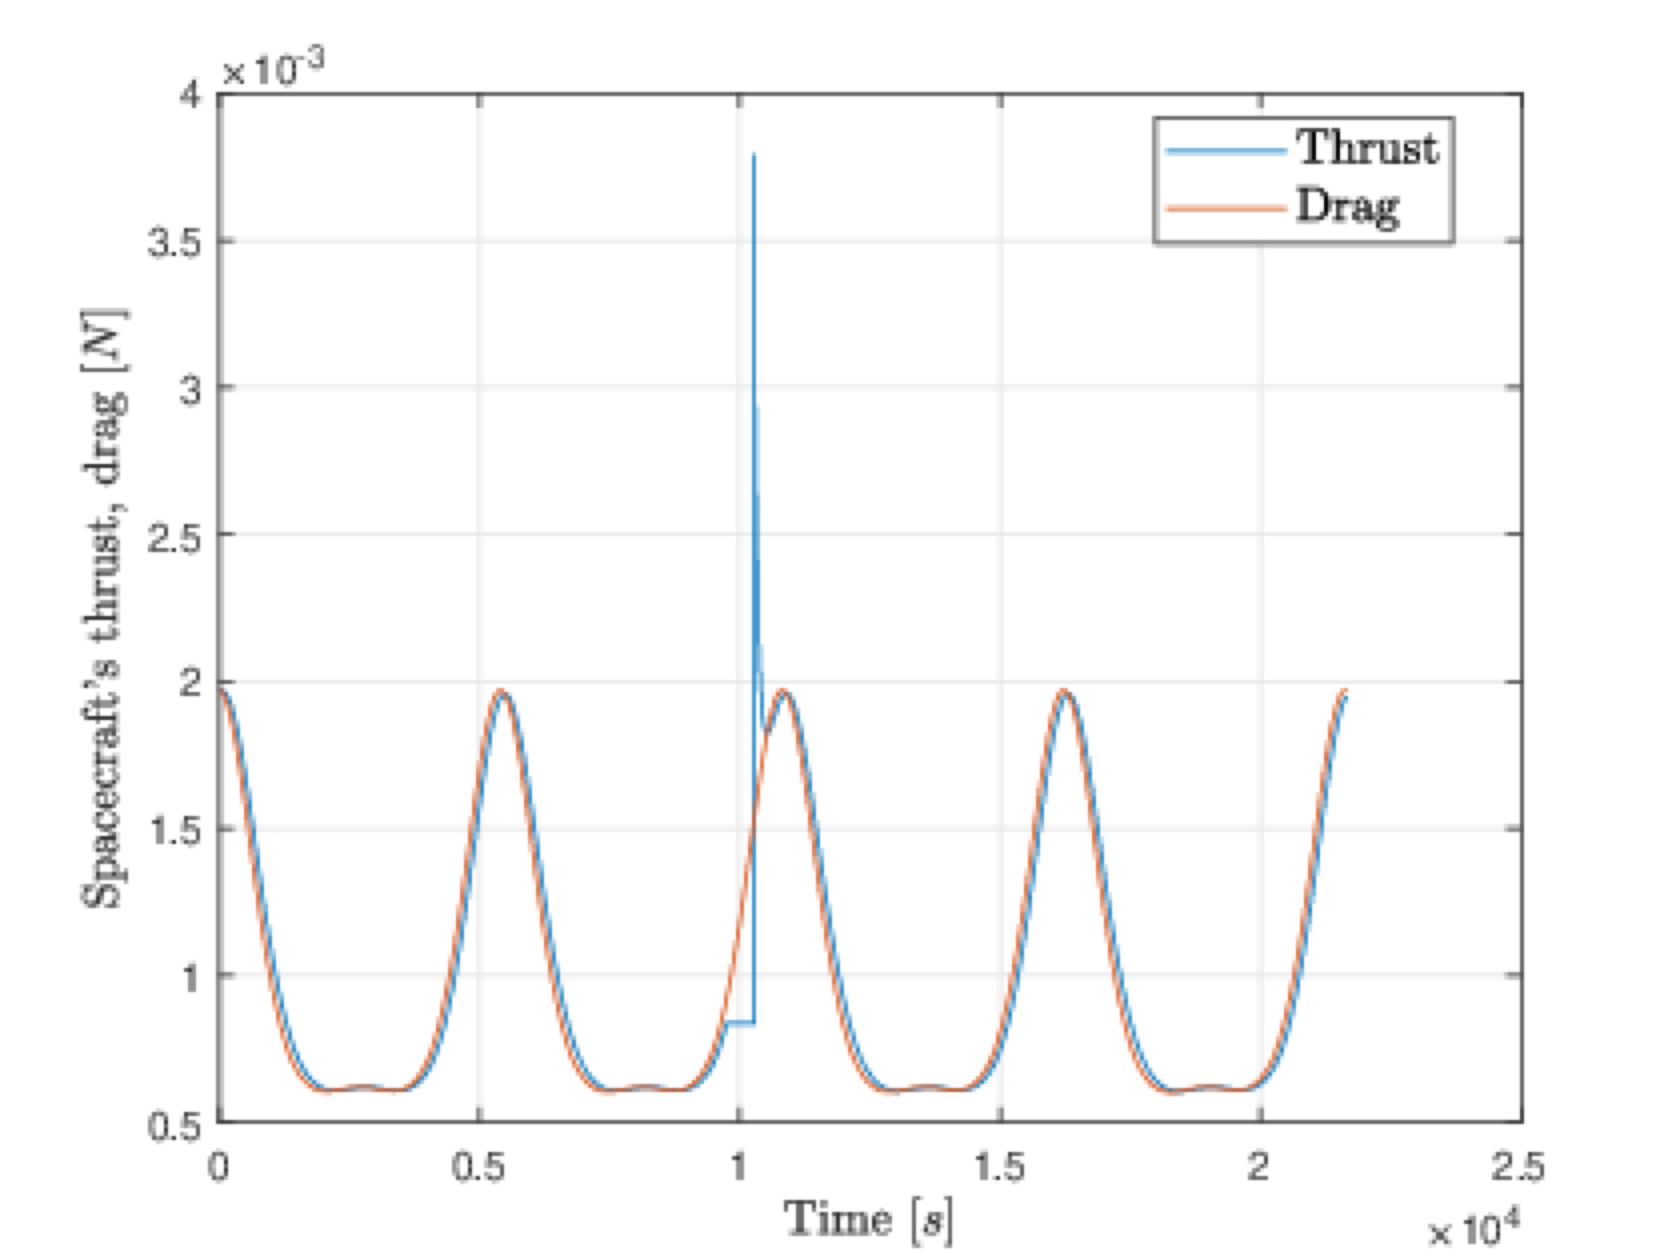 ×10⁻³
4
3.5
3
2.5
2
1.5
1
0.5
Spacecraft's thrust, drag [N]
Thrust
Drag
0 0.5 1 1.5 2 2.5
Time [s]
×10⁴